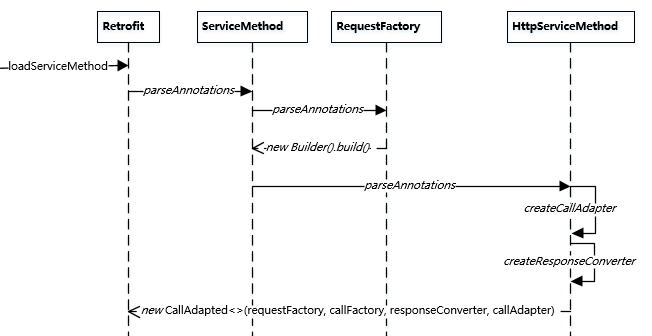 Retrofit
ServiceMethod
RequestFactory
HttpServiceMethod
loadServiceMethod
parseAnnotations
parseAnnotations
new Builder().build()
parseAnnotations
createCallAdapter
createResponseConverter
new CallAdapted<>(requestFactory, callFactory, responseConverter, callAdapter)